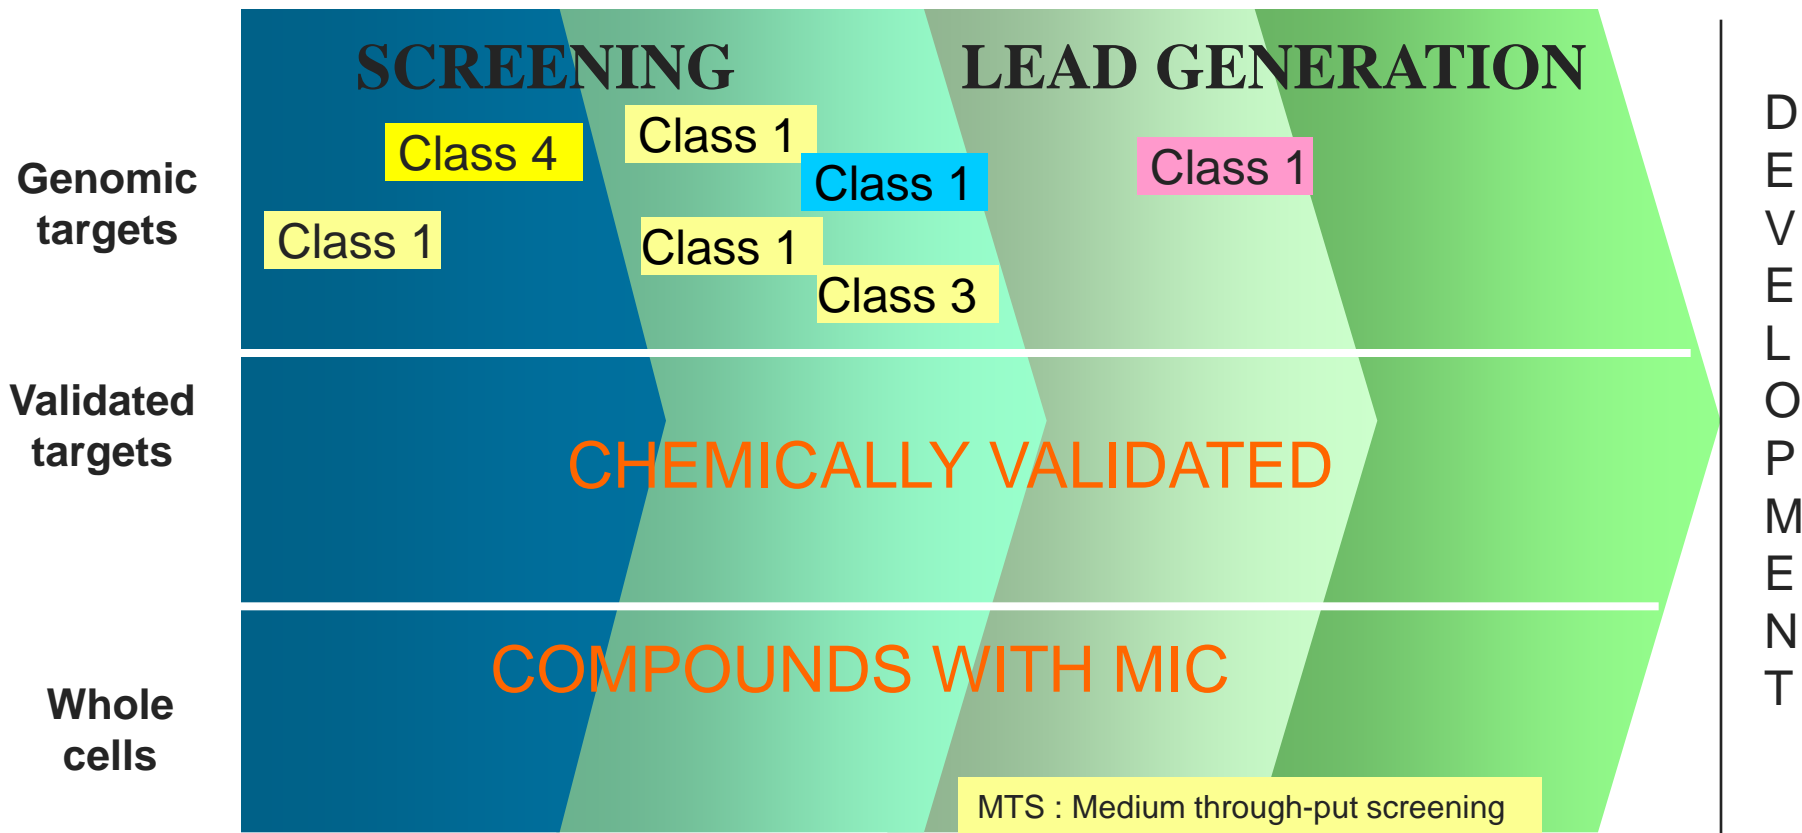 SCREENING
LEAD GENERATION
Genomic
targets
Class 4
Class 1
Class 1
Class 1
Class 1
Class 1
Class 3
Validated
targets
CHEMICALLY VALIDATED
Whole
cells
COMPOUNDS WITH MIC
MTS : Medium through-put screening
D
E
V
E
L
O
P
M
E
N
T